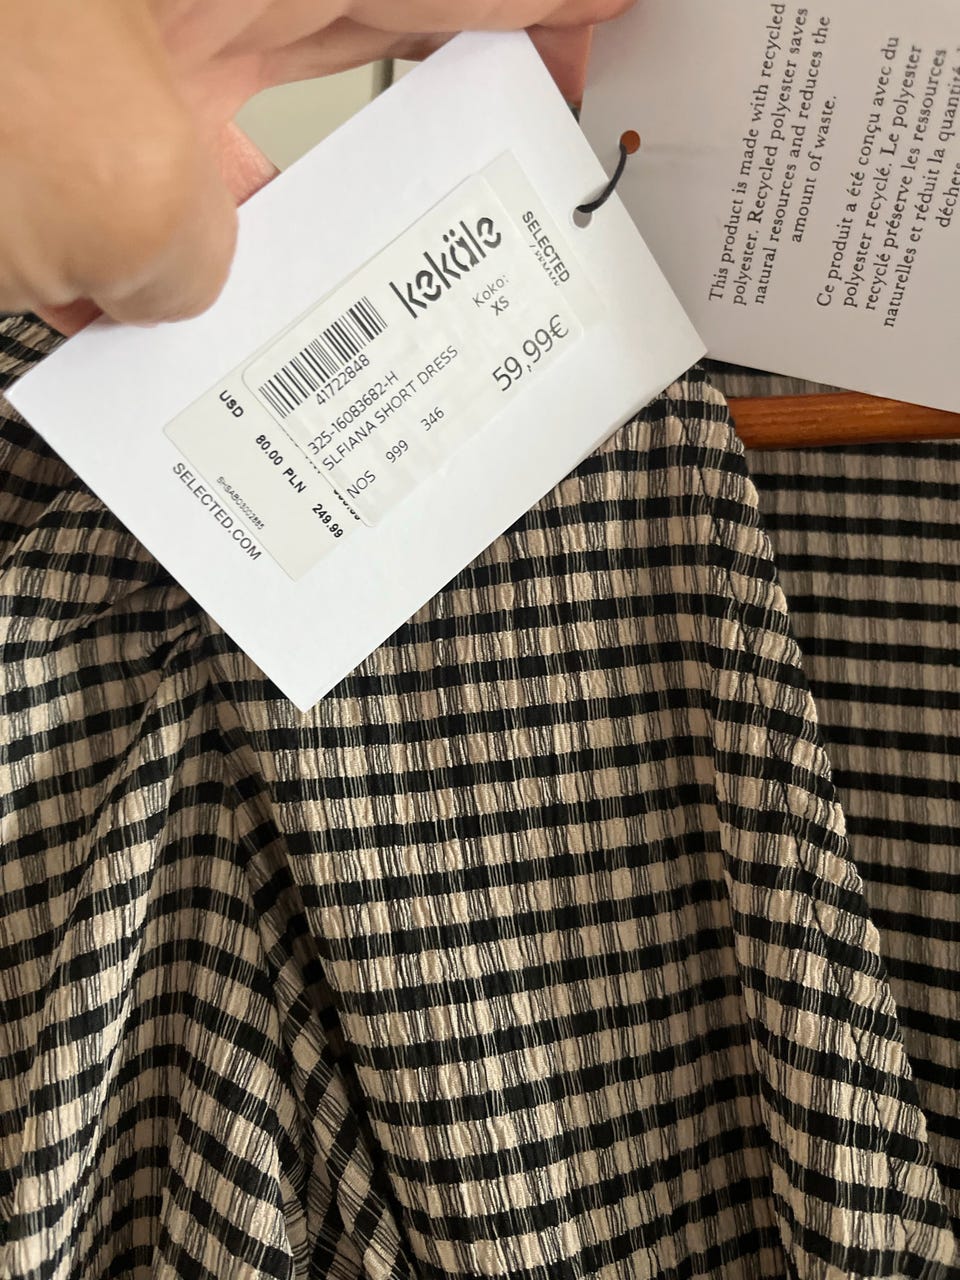 SELECTED
/ FEMME
kekäle
Koko:
XS
41722848
325-16083682-H
SLFIANA SHORT DRESS
59,99€
NOS 999 346
USD 80.00 PLN 249.99
SELECTED.COM
This product is made with recycled
polyester. Recycled polyester saves
natural resources and reduces the
amount of waste.
Ce produit a été conçu avec du
polyester recyclé. Le polyester
recyclé préserve les ressources
naturelles et réduit la quantité
déchets